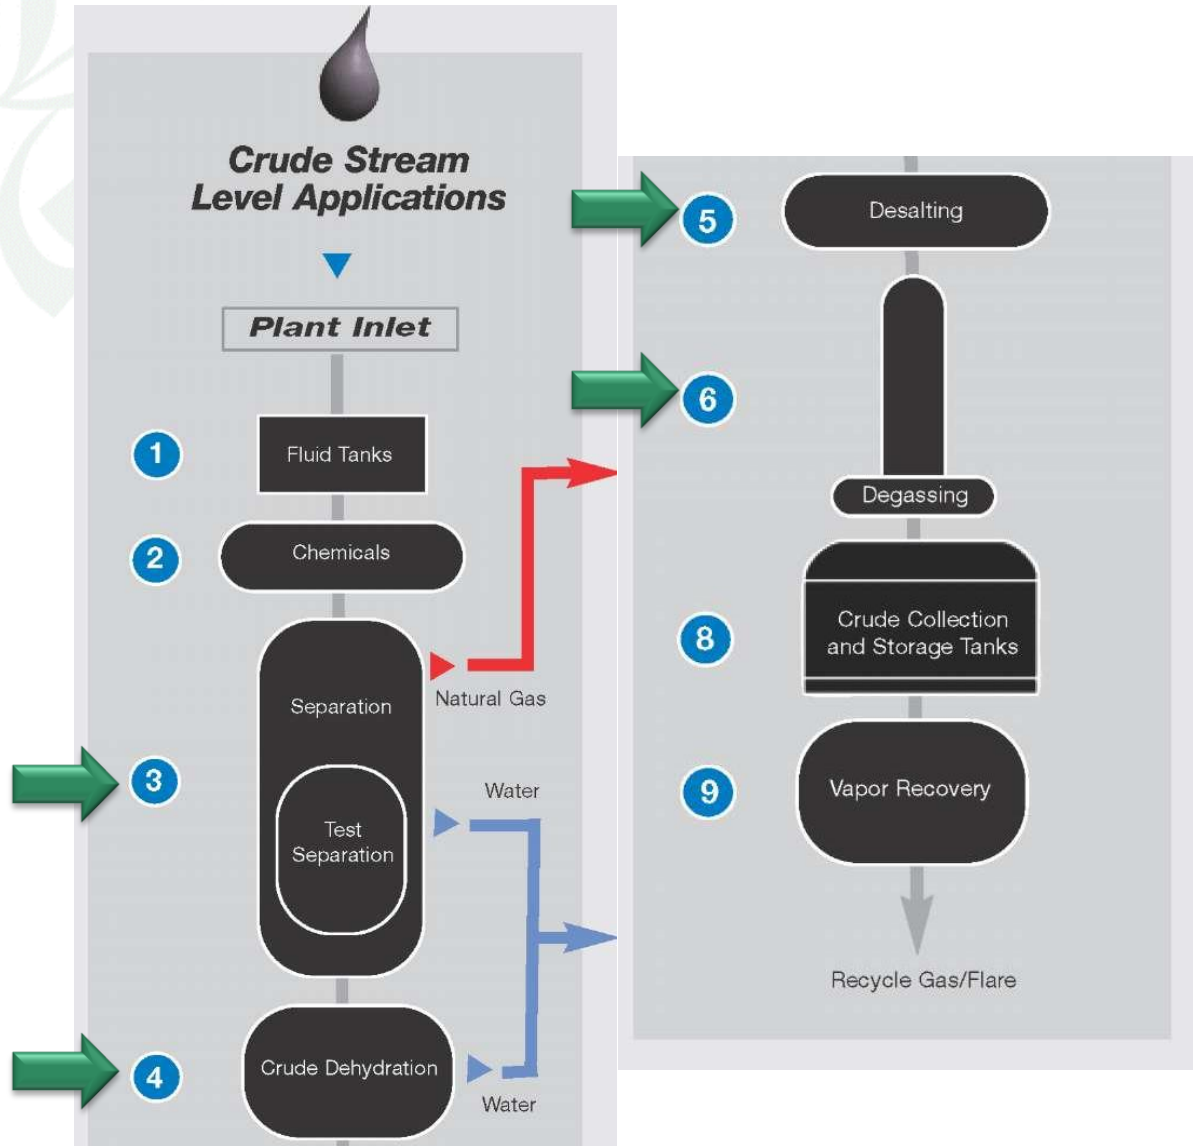 Crude Stream
Level Applications
Plant Inlet
1
Fluid Tanks
2
Chemicals
Separation
Natural Gas
3
Test
Separation
Water
4
Crude Dehydration
Water
5
Desalting
6
Degassing
8
Crude Collection
and Storage Tanks
9
Vapor Recovery
Recycle Gas/Flare